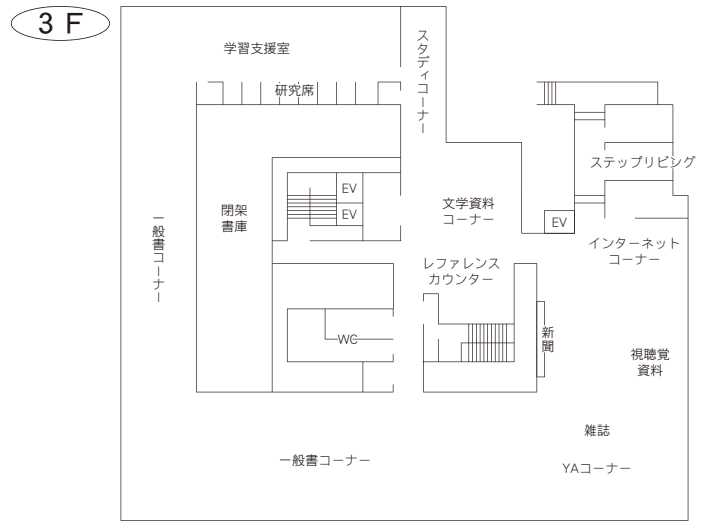 3F
学習支援室
研究席
スタディコーナー
ステップリビング
EV
EV
閉架
書庫
文学資料
コーナー
EV
一般書コーナー
インターネット
コーナー
レファレンス
カウンター
WC
新聞
視聴覚
資料
雑誌
一般書コーナー
YAコーナー